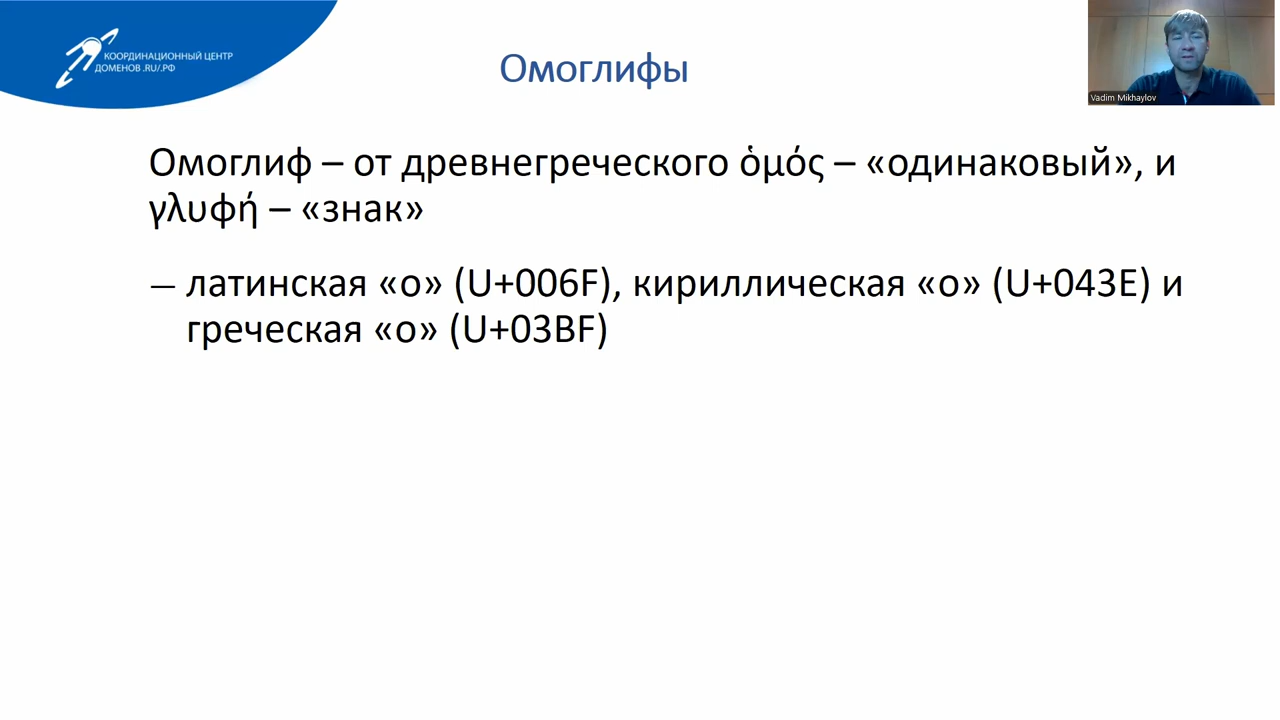 КООРДИНАЦИОННЫЙ ЦЕНТР
ДОМЕНОВ .RU/.РФ
Омоглифы
Vadim Mikhaylov
Омоглиф – от древнегреческого ὁμός – «одинаковый», и
γλυφή – «знак»
– латинская «o» (U+006F), кириллическая «о» (U+043E) и
греческая «ο» (U+03BF)